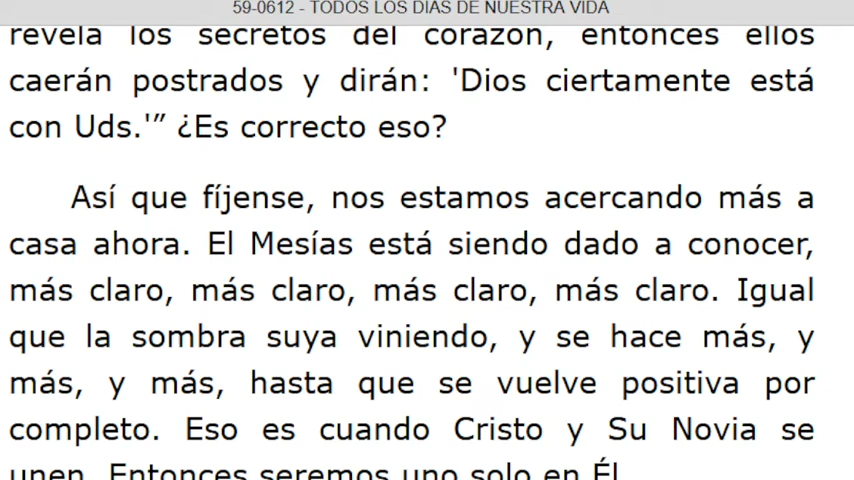 59-0612 - TODOS LOS DIAS DE NUESTRA VIDA
revela los secretos del corazón, entonces ellos
caerán postrados y dirán: 'Dios ciertamente está
con Uds.'” ¿Es correcto eso?
Así que fíjense, nos estamos acercando más a
casa ahora. El Mesías está siendo dado a conocer,
más claro, más claro, más claro, más claro. Igual
que la sombra suya viniendo, y se hace más, y
más, y más, hasta que se vuelve positiva por
completo. Eso es cuando Cristo y Su Novia se
unen. Entonces seremos uno solo en Él.